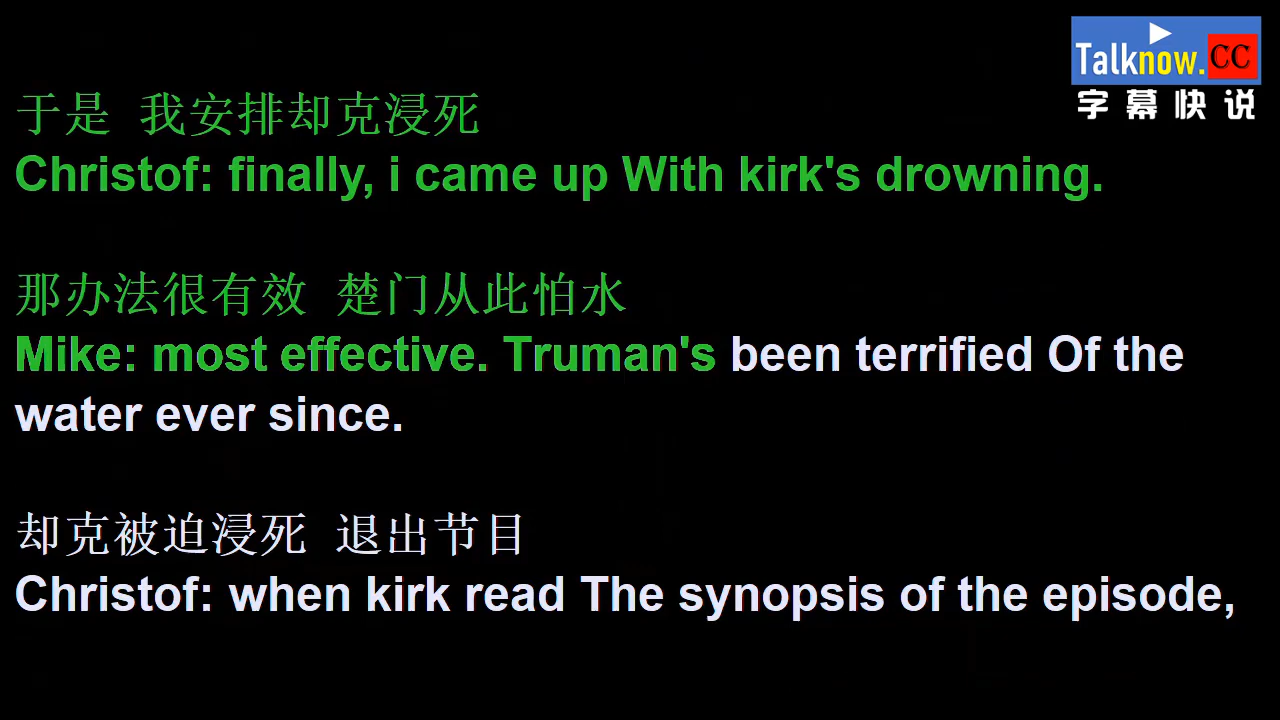 Talknow.CC
字幕快说
于是 我安排却克浸死
Christof: finally, i came up With kirk's drowning.
那办法很有效 楚门从此怕水
Mike: most effective. Truman's been terrified Of the
water ever since.
却克被迫浸死 退出节目
Christof: when kirk read The synopsis of the episode,